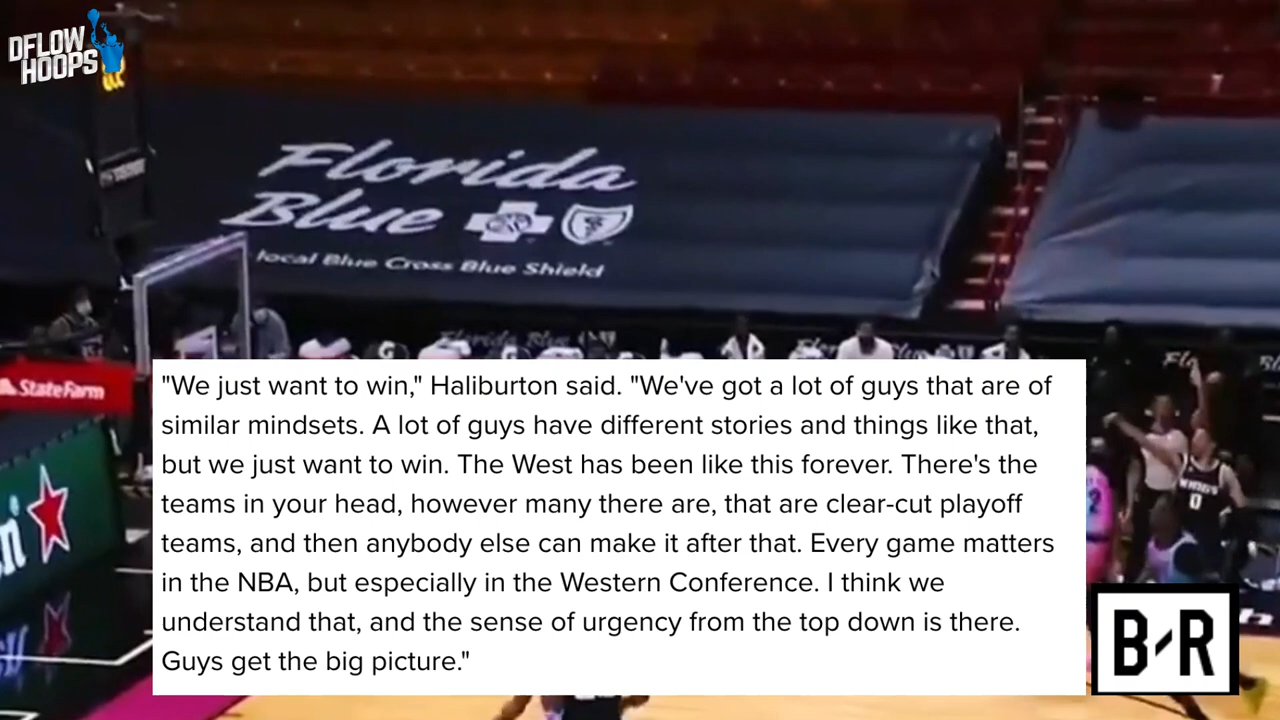 DFLOW
HOOPS
Florida
Blue
local Blue Cross Blue Shield
StateFarm
"We just want to win," Haliburton said. "We've got a lot of guys that are of
similar mindsets. A lot of guys have different stories and things like that,
but we just want to win. The West has been like this forever. There's the
teams in your head, however many there are, that are clear-cut playoff
teams, and then anybody else can make it after that. Every game matters
in the NBA, but especially in the Western Conference. I think we
understand that, and the sense of urgency from the top down is there.
Guys get the big picture."
0
B-R